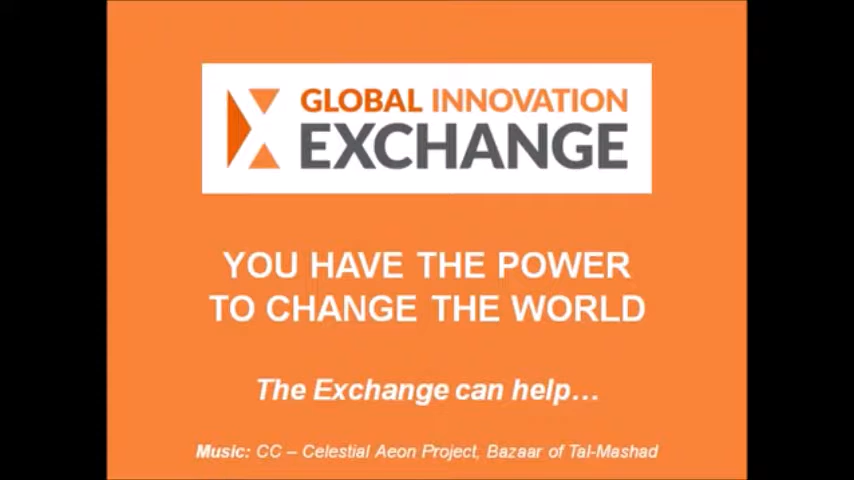 GLOBAL INNOVATION
EXCHANGE
YOU HAVE THE POWER
TO CHANGE THE WORLD
The Exchange can help…
Music: CC – Celestial Aeon Project, Bazaar of Tal-Mashad